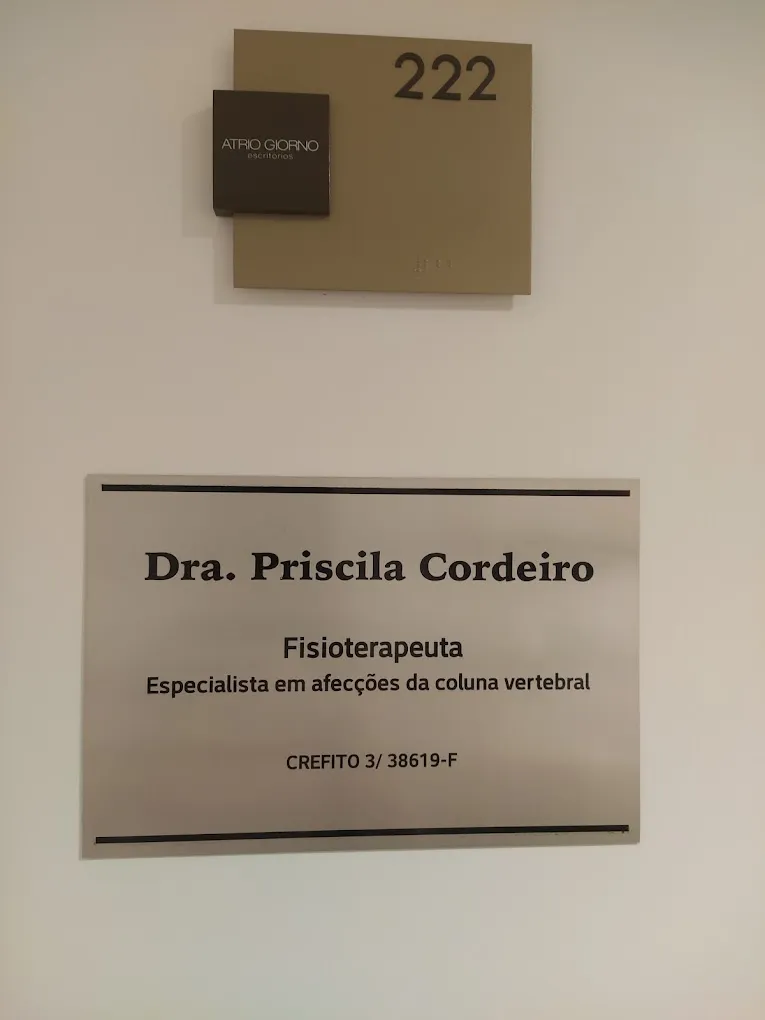 222
ATRIO GIORNO
escritórios
Dra. Priscila Cordeiro
Fisioterapeuta
Especialista em afecções da coluna vertebral
CREFITO 3/ 38619-F